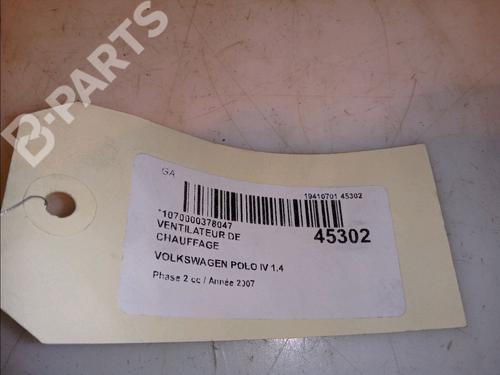 B-PARTS
GA
19410701 45302
*1070000378047
VENTILATEUR DE
CHAUFFAGE
45302
VOLKSWAGEN POLO IV 1.4
Phase 2 cc / Année 2007